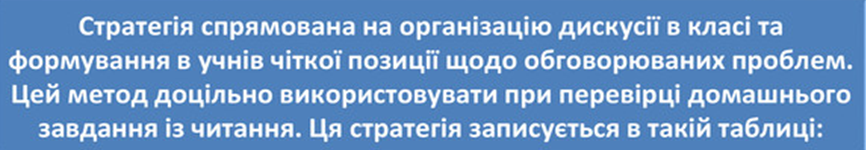 Стратегія спрямована на організацію дискусії в класі та
формування в учнів чіткої позиції щодо обговорюваних проблем.
Цей метод доцільно використовувати при перевірці домашнього
завдання із читання. Ця стратегія записується в такій таблиці: